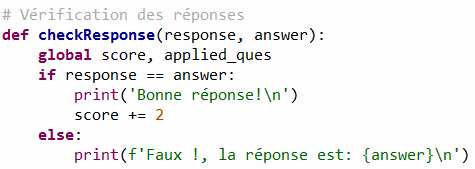 # Vérification des réponses
def checkResponse(response, answer):
    global score, applied_ques
    if response == answer:
        print('Bonne réponse!\n')
        score += 2
    else:
        print(f'Faux !, la réponse est: {answer}\n')